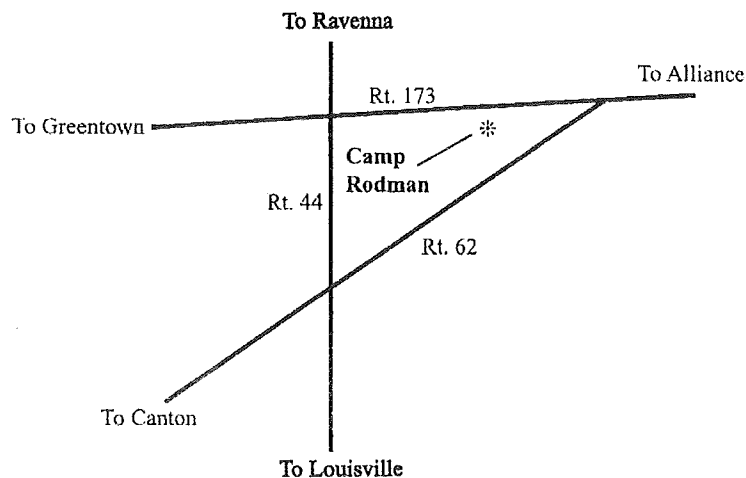 To Ravenna
To Alliance
Rt. 173
To Greentown
Camp
Rodman
Rt. 44
Rt. 62
To Canton
To Louisville